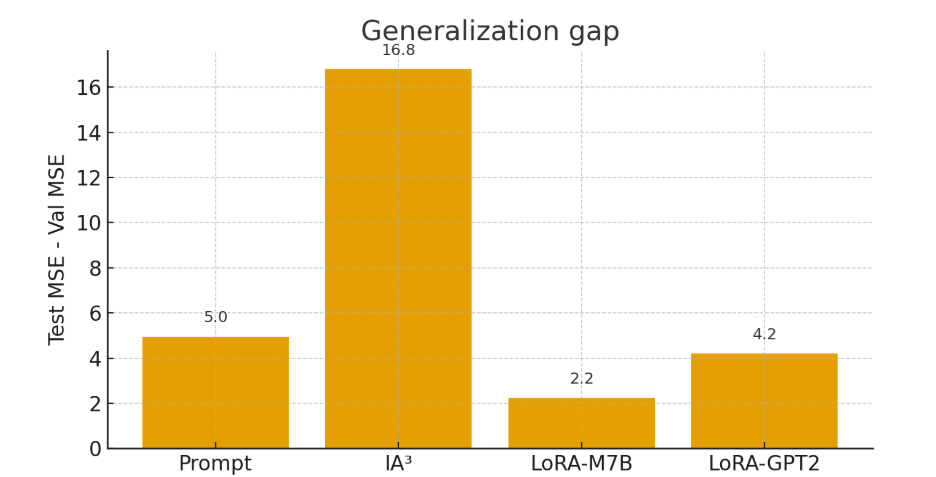 Generalization gap
16.8
16
14
12
10
8
6
4
2
0
Test MSE - Val MSE
5.0
2.2
4.2
Prompt
IA³
LoRA-M7B
LoRA-GPT2